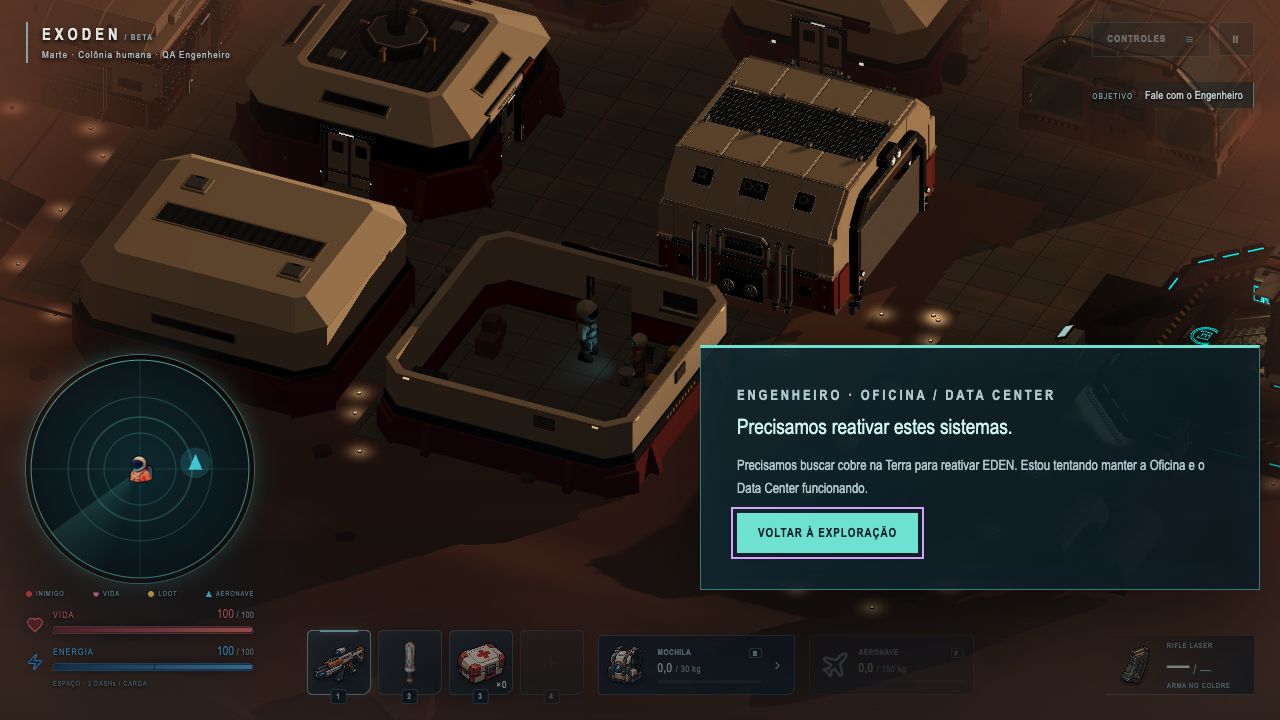 EXODEN / BETA
Marte · Colônia humana · QA Engenheiro
CONTROLES
OBJETIVO Fale com o Engenheiro
ENGENHEIRO · OFICINA / DATA CENTER
Precisamos reativar estes sistemas.
Precisamos buscar cobre na Terra para reativar EDEN. Estou tentando manter a Oficina e o
Data Center funcionando.
VOLTAR À EXPLORAÇÃO
INIMIGO VIDA LOOT AERONAVE
VIDA 100 / 100
ENERGIA 100 / 100
ESPAÇO · 2 DASHs / CARGA
1
2
×0
3
4
MOCHILA B
0,0 / 30 kg
AERONAVE F
0,0 / 150 kg
RIFLE LASER
— / —
ARMA NO COLDRE